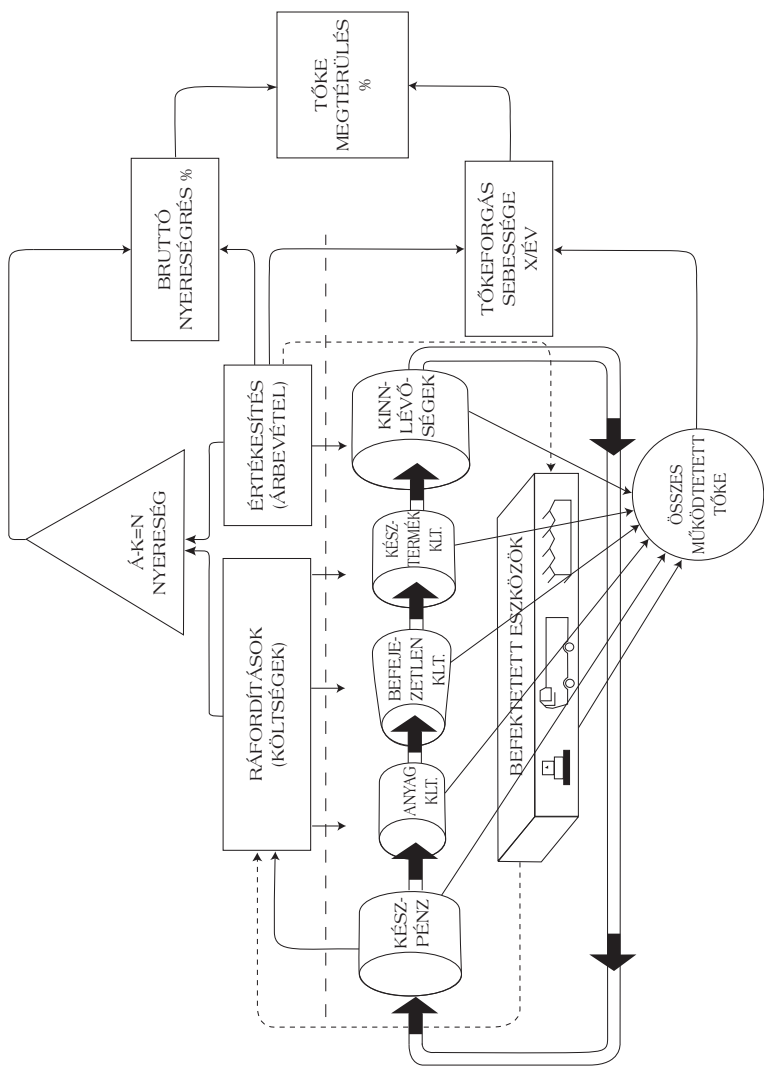 Á-K=N
NYERESÉG
RÁFORDÍTÁSOK
(KÖLTSÉGEK)
ÉRTÉKESÍTÉS
(ÁRBEVÉTEL)
BRUTTÓ
NYERESÉGRÉS %
TŐKE
MEGTÉRÜLÉS
%
KÉSZ-
PÉNZ
ANYAG
KLT.
BEFEJE-
ZETLEN
KLT.
KÉSZ-
TERMÉK
KLT.
KINN-
LÉVŐ-
SÉGEK
TŐKEFORGÁS
SEBESSÉGE
X/ÉV
BEFEKTETETT ESZKÖZÖK
ÖSSZES
MŰKÖDTETETT
TŐKE